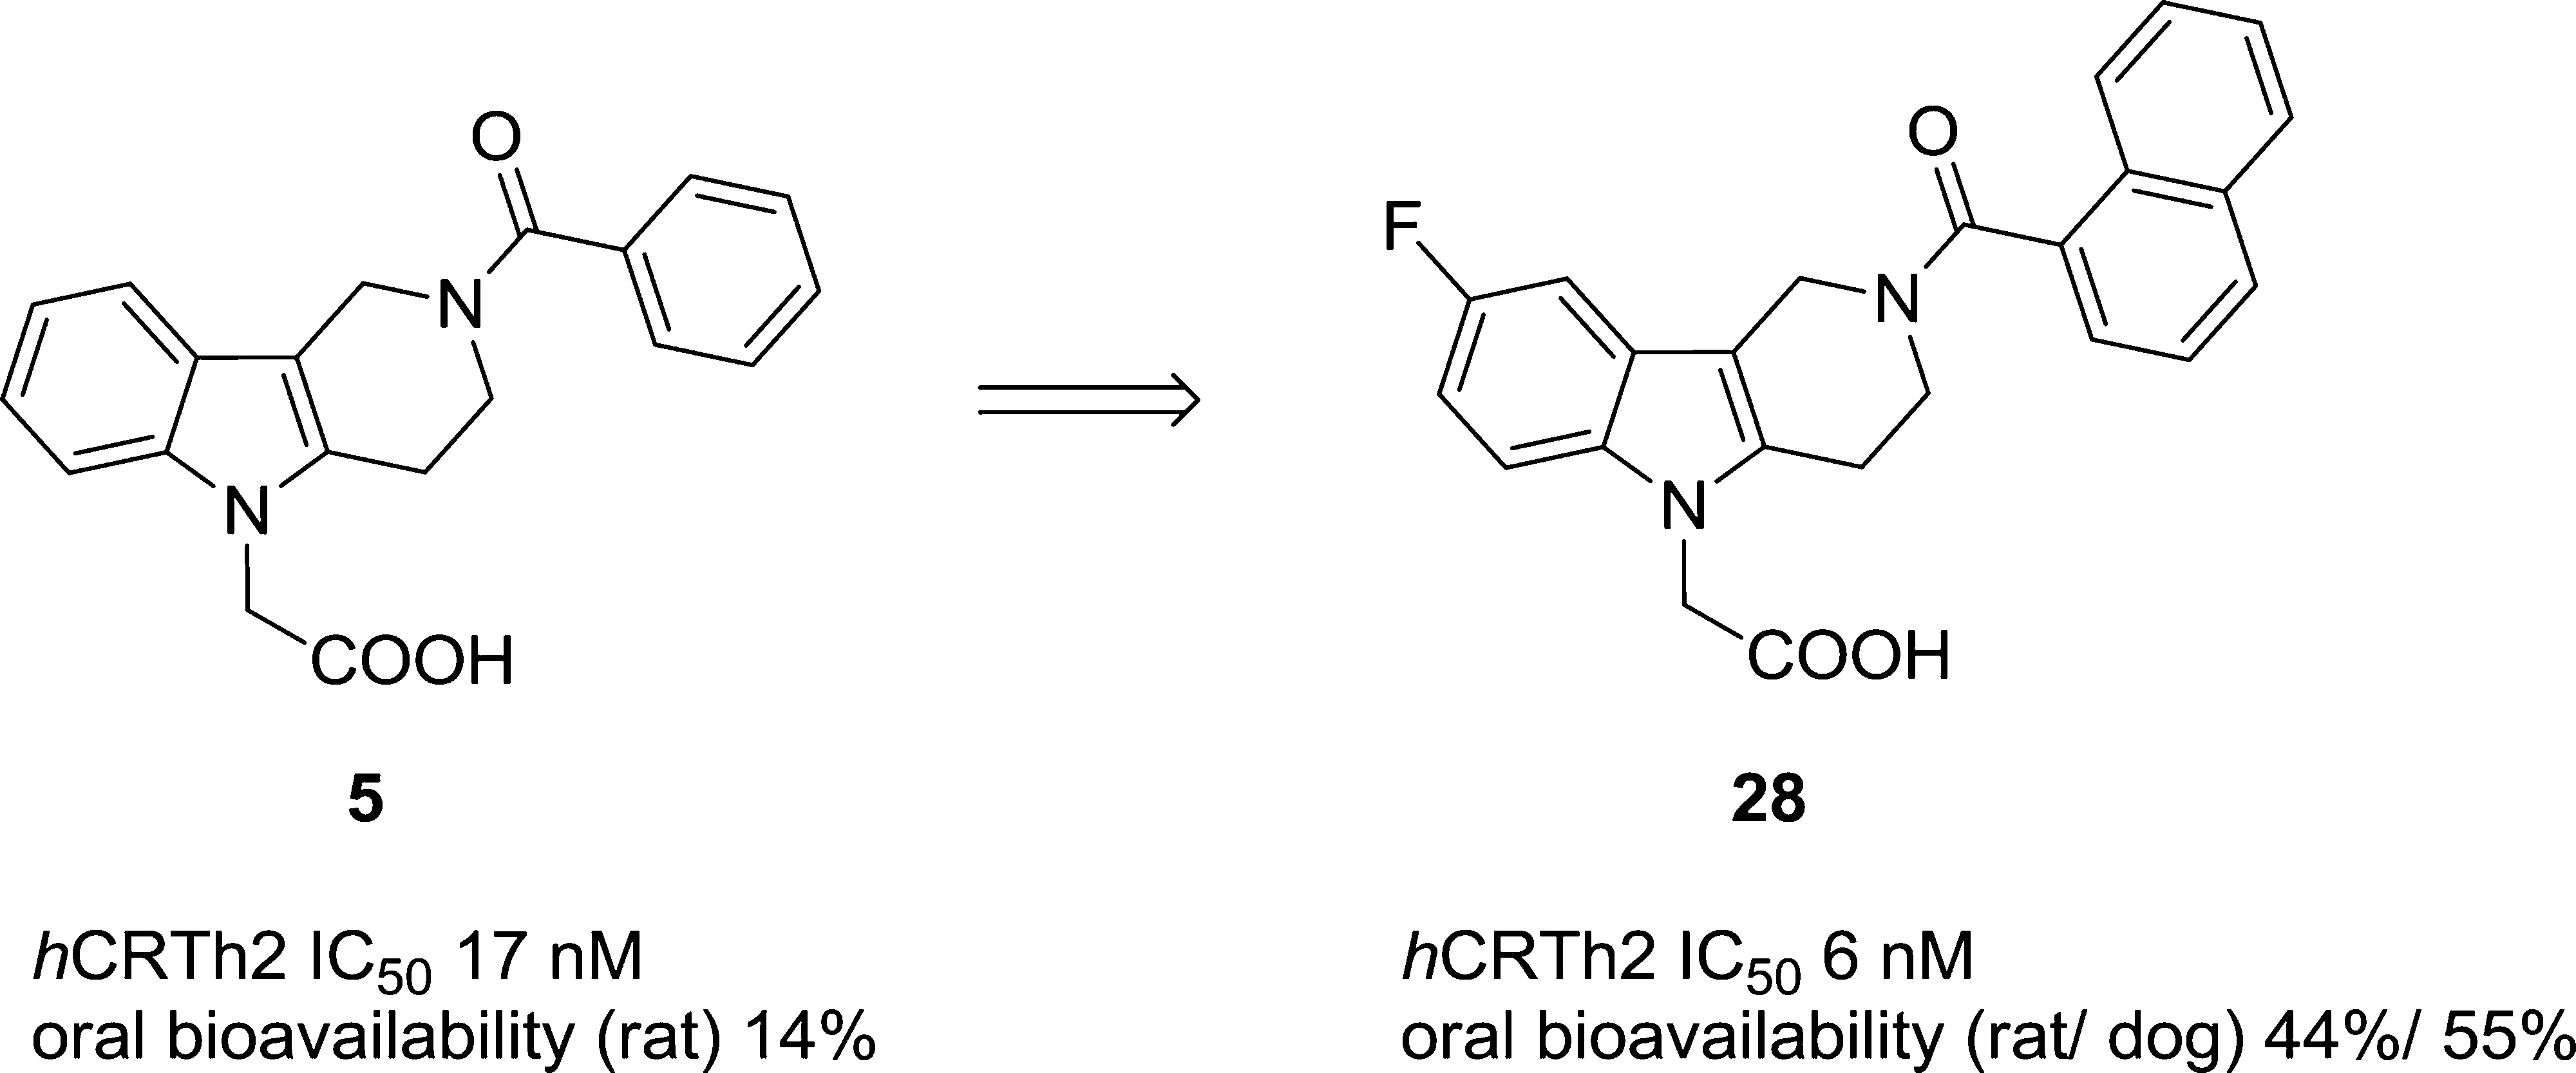 O
N
N
COOH
5
hCRTh2 IC50 17 nM
oral bioavailability (rat) 14%
O
F
N
N
COOH
28
hCRTh2 IC50 6 nM
oral bioavailability (rat/ dog) 44%/ 55%